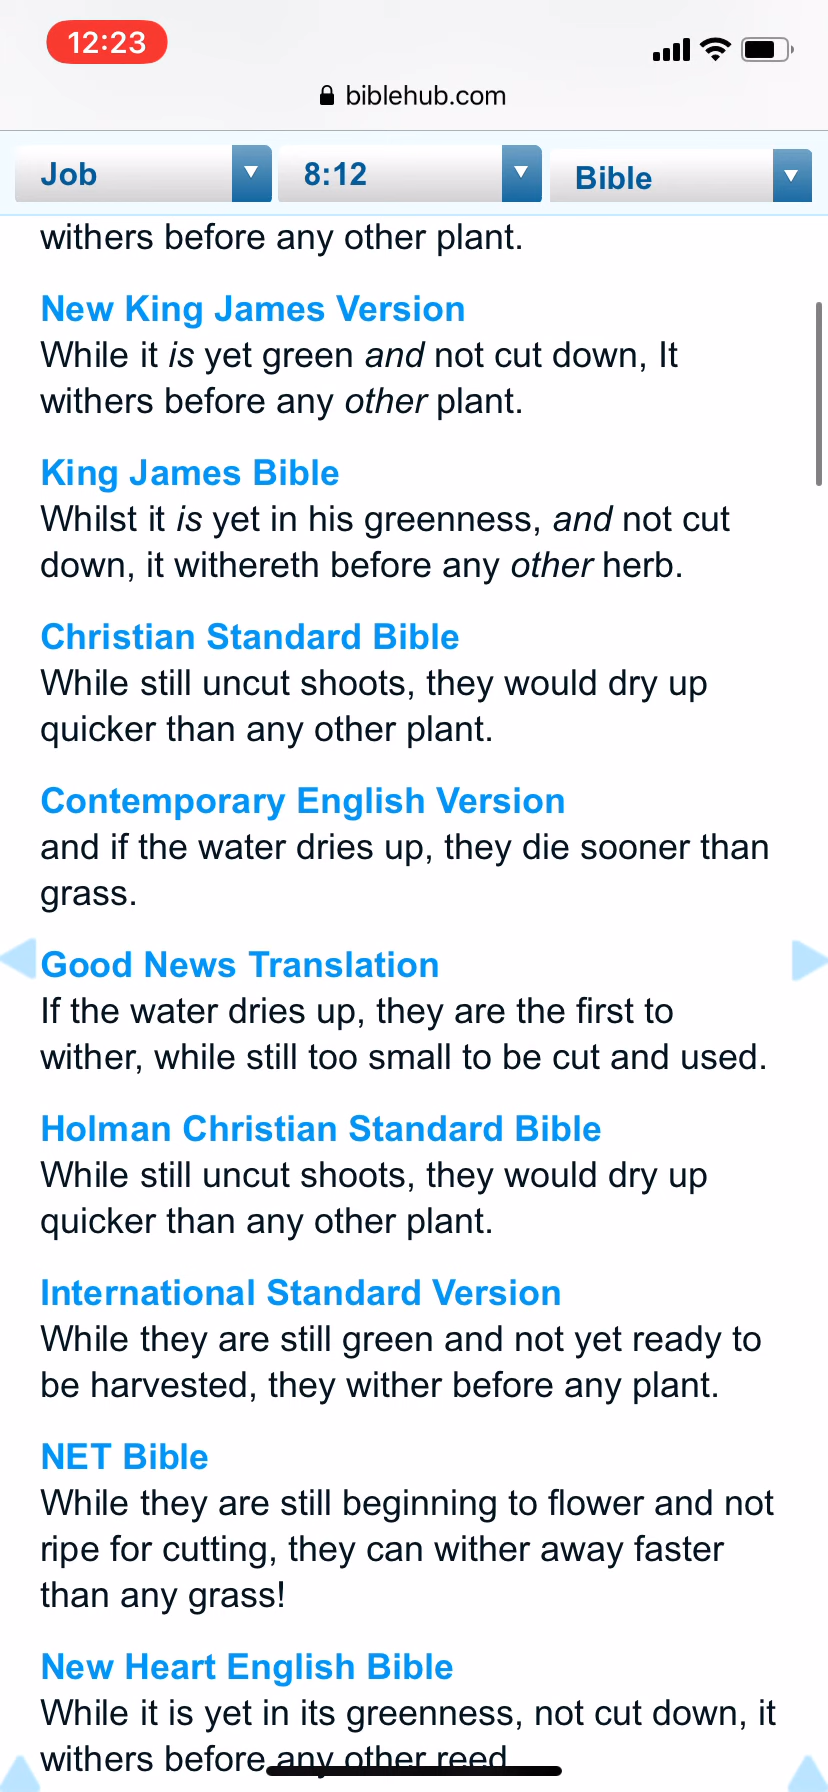 12:23
biblehub.com
Job 8:12 Bible
withers before any other plant.
New King James Version
While it is yet green and not cut down, It
withers before any other plant.
King James Bible
Whilst it is yet in his greenness, and not cut
down, it withereth before any other herb.
Christian Standard Bible
While still uncut shoots, they would dry up
quicker than any other plant.
Contemporary English Version
and if the water dries up, they die sooner than
grass.
Good News Translation
If the water dries up, they are the first to
wither, while still too small to be cut and used.
Holman Christian Standard Bible
While still uncut shoots, they would dry up
quicker than any other plant.
International Standard Version
While they are still green and not yet ready to
be harvested, they wither before any plant.
NET Bible
While they are still beginning to flower and not
ripe for cutting, they can wither away faster
than any grass!
New Heart English Bible
While it is yet in its greenness, not cut down, it
withers before any other reed